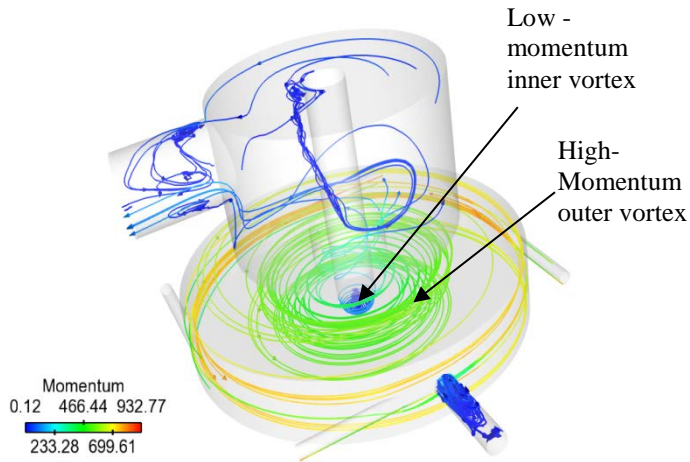 Low -
momentum
inner vortex
High-
Momentum
outer vortex
Momentum
0.12 466.44 932.77
233.28 699.61